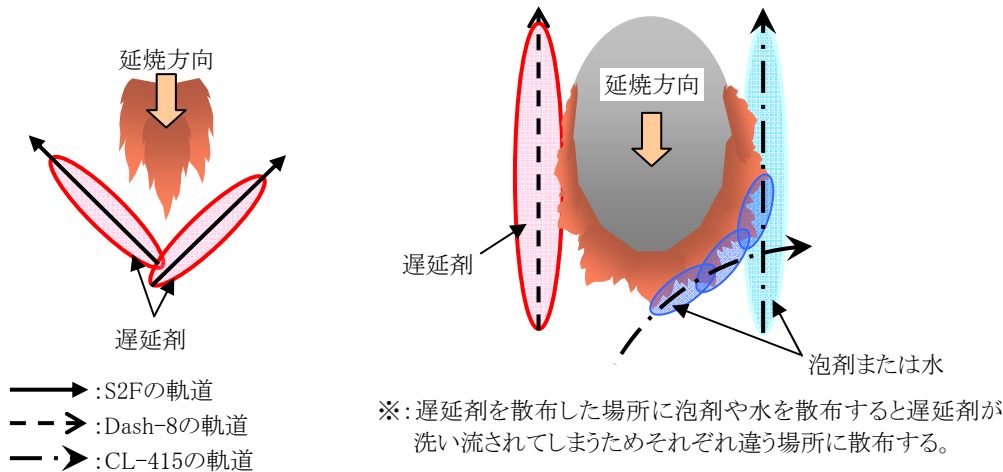 延焼方向
遅延剤
:S2Fの軌道
:Dash-8の軌道
:CL-415の軌道
延焼方向
遅延剤
泡剤または水
※:遅延剤を散布した場所に泡剤や水を散布すると遅延剤が
洗い流されてしまうためそれぞれ違う場所に散布する。